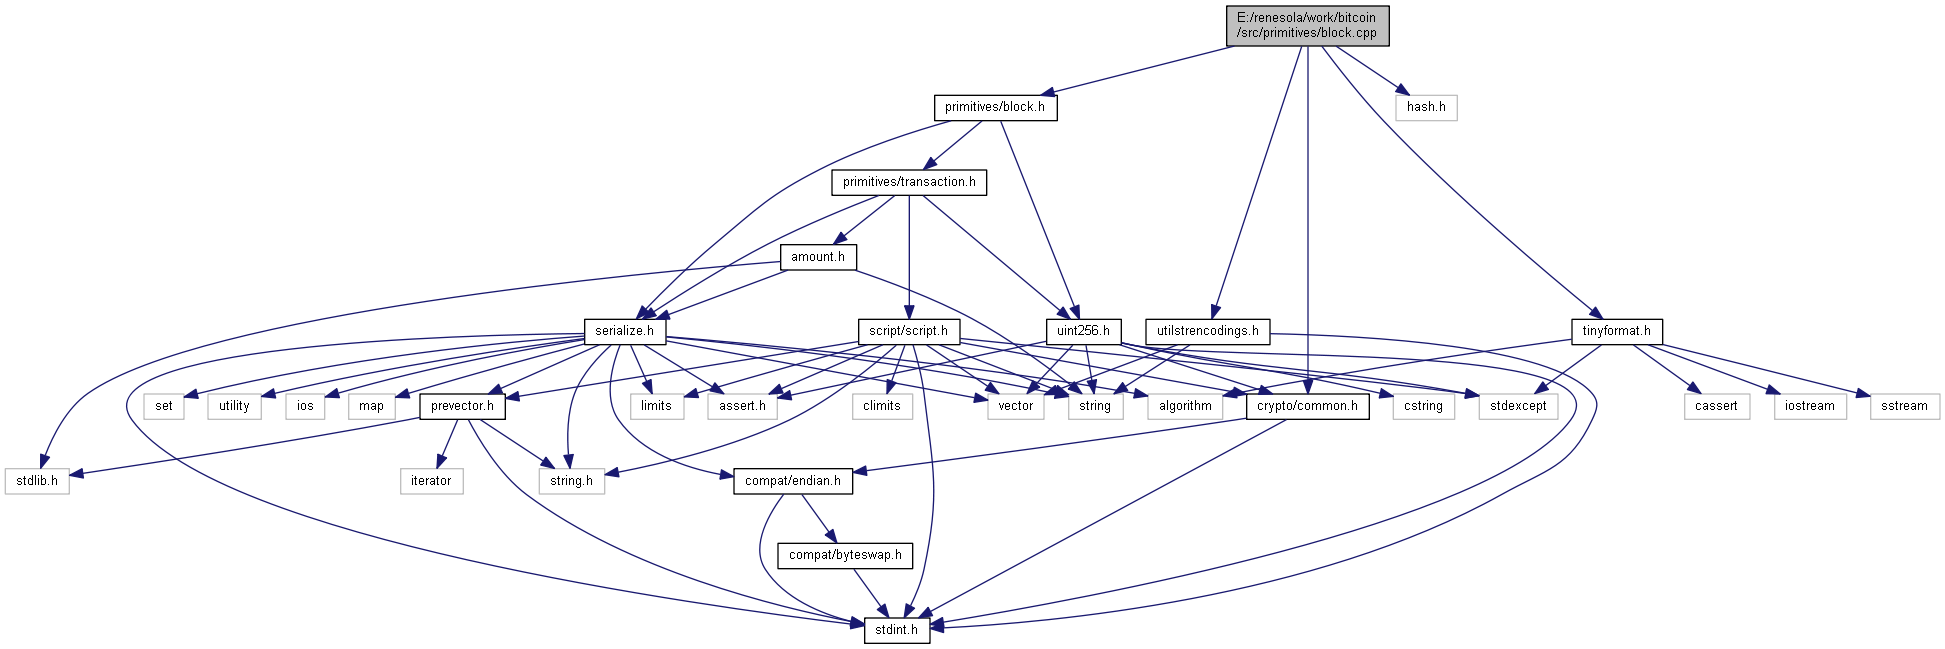 E:/renesola/work/bitcoin
/src/primitives/block.cpp
primitives/block.h
hash.h
primitives/transaction.h
amount.h
serialize.h
script/script.h
uint256.h
utilstrencodings.h
tinyformat.h
set
utility
ios
map
prevector.h
limits
assert.h
climits
vector
string
algorithm
crypto/common.h
cstring
stdexcept
cassert
iostream
sstream
stdlib.h
iterator
string.h
compat/endian.h
compat/byteswap.h
stdint.h